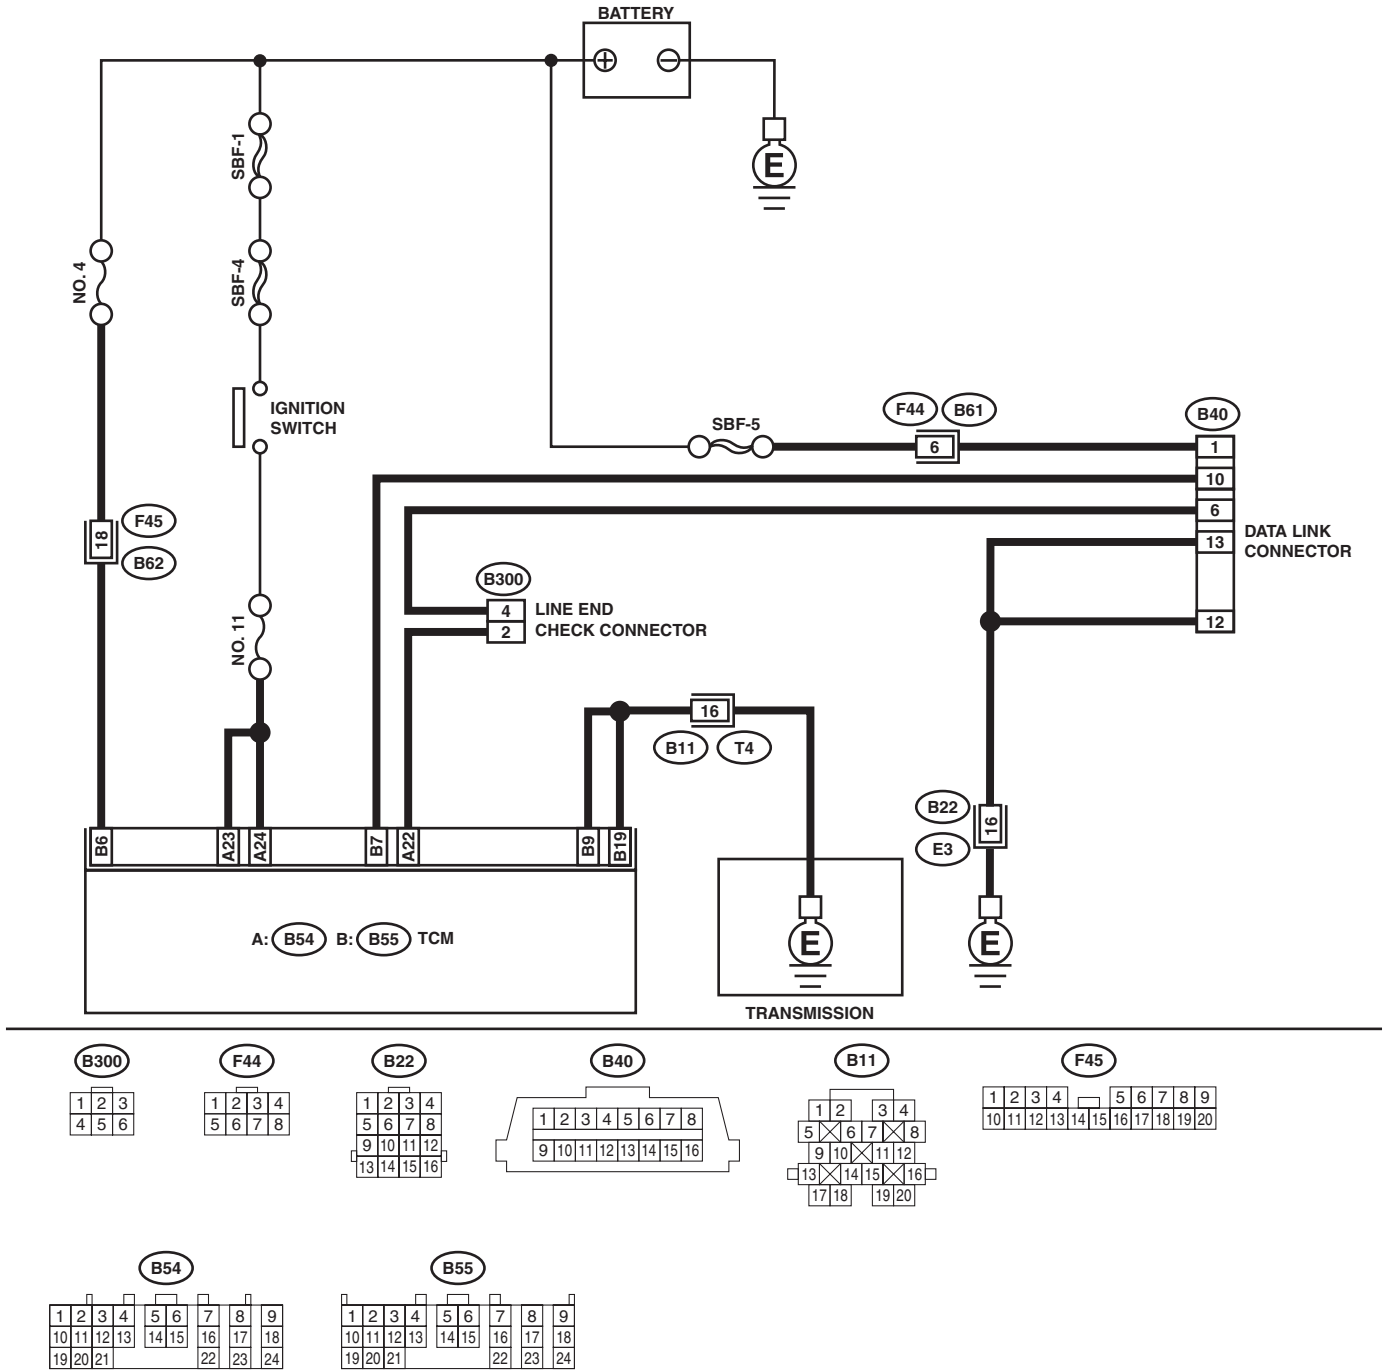 BATTERY
E
SBF-1
NO. 4
SBF-4
IGNITION
SWITCH
SBF-5
F44 B61
B40
6
1
10
6
13
12
DATA LINK
CONNECTOR
18
F45
B62
B300
4
2
LINE END
CHECK CONNECTOR
NO. 11
16
B11 T4
B22
16
E3
B6 A23 A24 B7 A22 B9 B19
A: B54 B: B55 TCM
E
E
TRANSMISSION
B300
1 2 3
4 5 6
F44
1 2 3 4
5 6 7 8
B22
1 2 3 4
5 6 7 8
9 10 11 12
13 14 15 16
B40
1 2 3 4 5 6 7 8
9 10 11 12 13 14 15 16
B11
1 2 3 4
5 6 7 8
9 10 11 12
13 14 15 16
17 18 19 20
F45
1 2 3 4 5 6 7 8 9
10 11 12 13 14 15 16 17 18 19 20
B54
1 2 3 4 5 6 7 8 9
10 11 12 13 14 15 16 17 18
19 20 21 22 23 24
B55
1 2 3 4 5 6 7 8 9
10 11 12 13 14 15 16 17 18
19 20 21 22 23 24